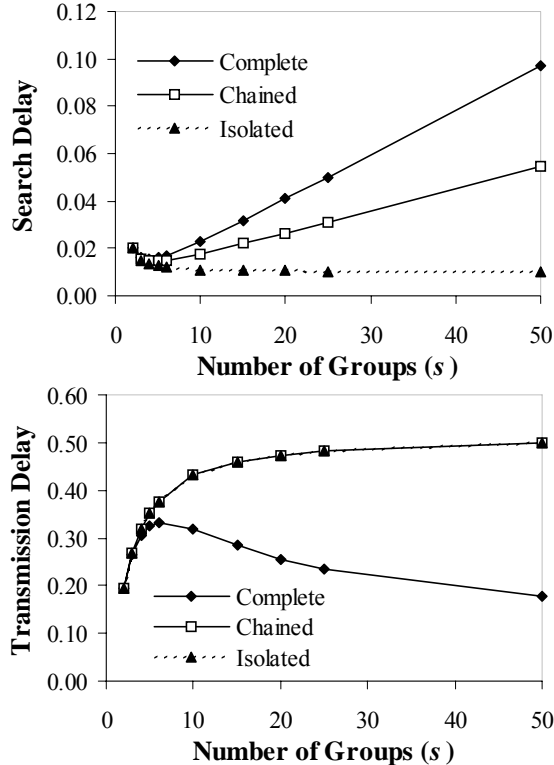 0.12
0.10
0.08
0.06
0.04
0.02
0.00
Search Delay
Complete
Chained
Isolated
0 10 20 30 40 50
Number of Groups (s )
0.60
0.50
0.40
0.30
0.20
0.10
0.00
Transmission Delay
Complete
Chained
Isolated
0 10 20 30 40 50
Number of Groups (s )